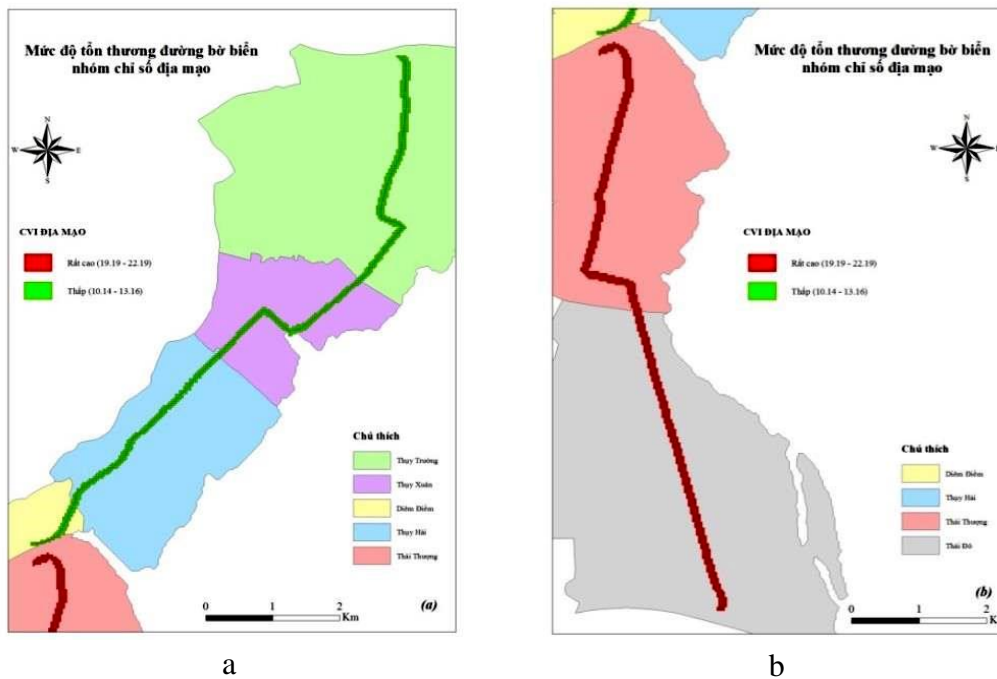 Mức độ tổn thương đường bờ biển
nhóm chỉ số địa mạo
N
W
E
S
CVI ĐỊA MẠO
Rất cao (19.19 - 22.19)
Thấp (10.14 - 13.16)
Chú thích
Thụy Trường
Thụy Xuân
Diêm Điềm
Thụy Hải
Thái Thượng
(a)
0 1 2
Km
a
Mức độ tổn thương đường bờ biển
nhóm chỉ số địa mạo
N
W
E
S
CVI ĐỊA MẠO
Rất cao (19.19 - 22.19)
Thấp (10.14 - 13.16)
Chú thích
Diêm Điềm
Thụy Hải
Thái Thượng
Thái Đô
(b)
0 1 2
K
b